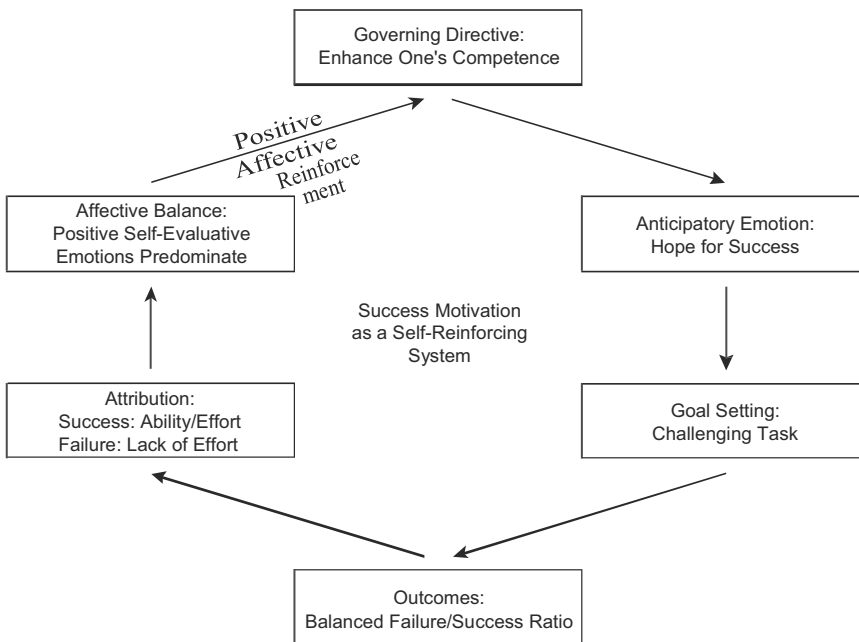 Governing Directive:
Enhance One's Competence
Positive
Affective
Reinforce
ment
Affective Balance:
Positive Self-Evaluative
Emotions Predominate
Anticipatory Emotion:
Hope for Success
Success Motivation
as a Self-Reinforcing
System
Attribution:
Success: Ability/Effort
Failure: Lack of Effort
Goal Setting:
Challenging Task
Outcomes:
Balanced Failure/Success Ratio